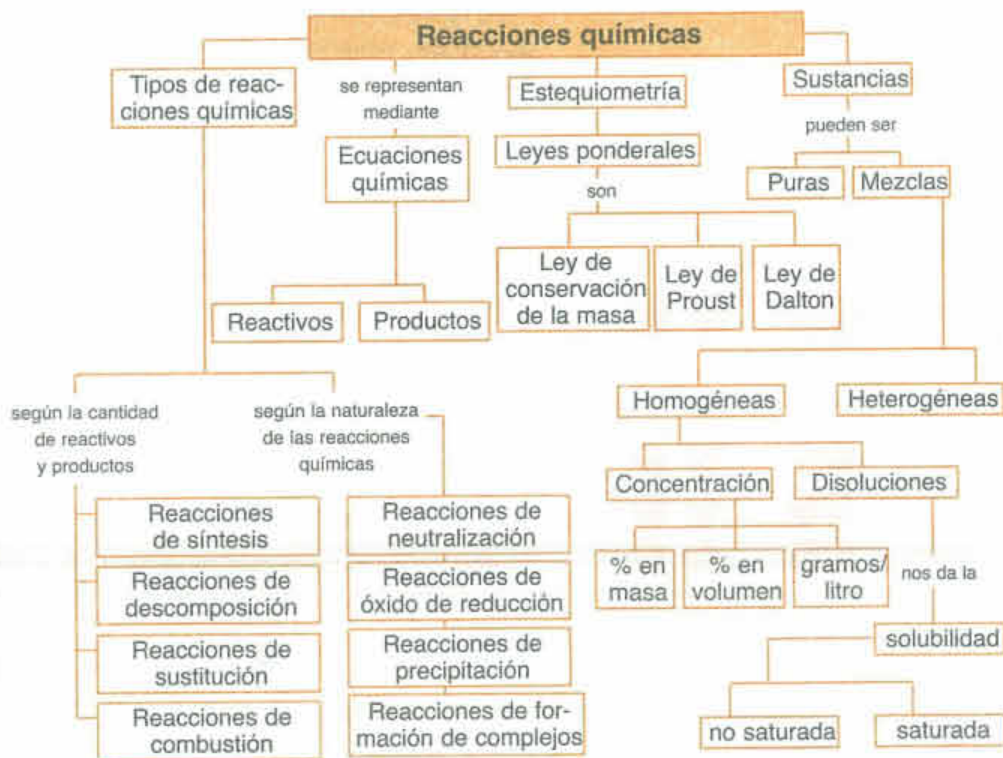 Reacciones químicas
Tipos de reac-
ciones químicas
se representan
mediante
Ecuaciones
químicas
Reactivos
Productos
Estequiometría
Leyes ponderales
son
Ley de
conservación
de la masa
Ley de
Proust
Ley de
Dalton
Sustancias
pueden ser
Puras
Mezclas
Homogéneas
Heterogéneas
Concentración
Disoluciones
% en
masa
% en
volumen
gramos/
litro
nos da la
solubilidad
no saturada
saturada
según la cantidad
de reactivos
y productos
Reacciones
de síntesis
Reacciones de
descomposición
Reacciones de
sustitución
Reacciones de
combustión
según la naturaleza
de las reacciones
químicas
Reacciones de
neutralización
Reacciones de
óxido de reducción
Reacciones de
precipitación
Reacciones de for-
mación de complejos